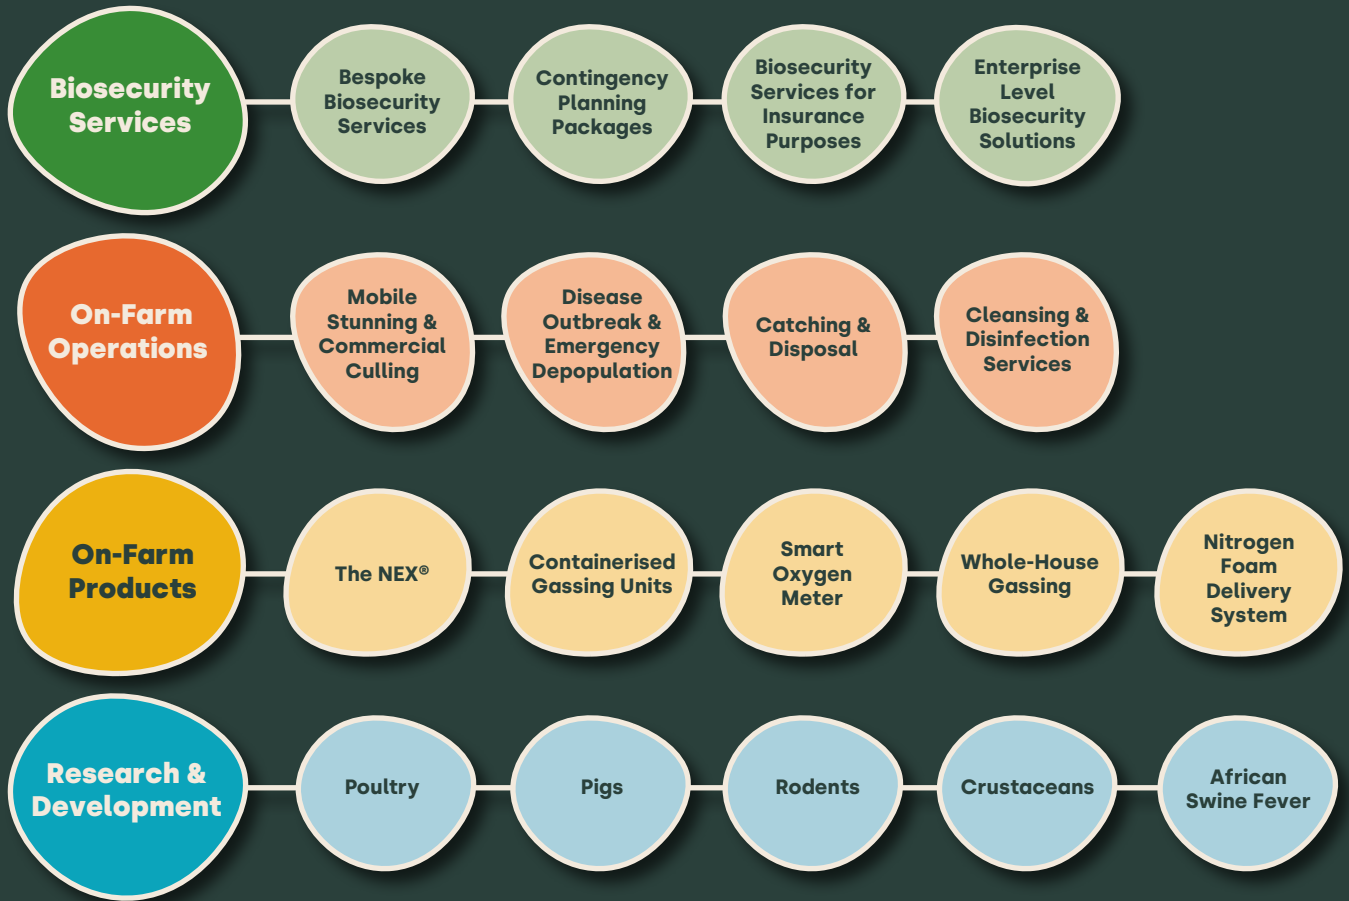 Biosecurity
Services
Bespoke
Biosecurity
Services
Contingency
Planning
Packages
Biosecurity
Services for
Insurance
Purposes
Enterprise
Level
Biosecurity
Solutions
On-Farm
Operations
Mobile
Stunning &
Commercial
Culling
Disease
Outbreak &
Emergency
Depopulation
Catching &
Disposal
Cleansing &
Disinfection
Services
On-Farm
Products
The NEX®
Containerised
Gassing Units
Smart
Oxygen
Meter
Whole-House
Gassing
Nitrogen
Foam
Delivery
System
Research &
Development
Poultry
Pigs
Rodents
Crustaceans
African
Swine Fever